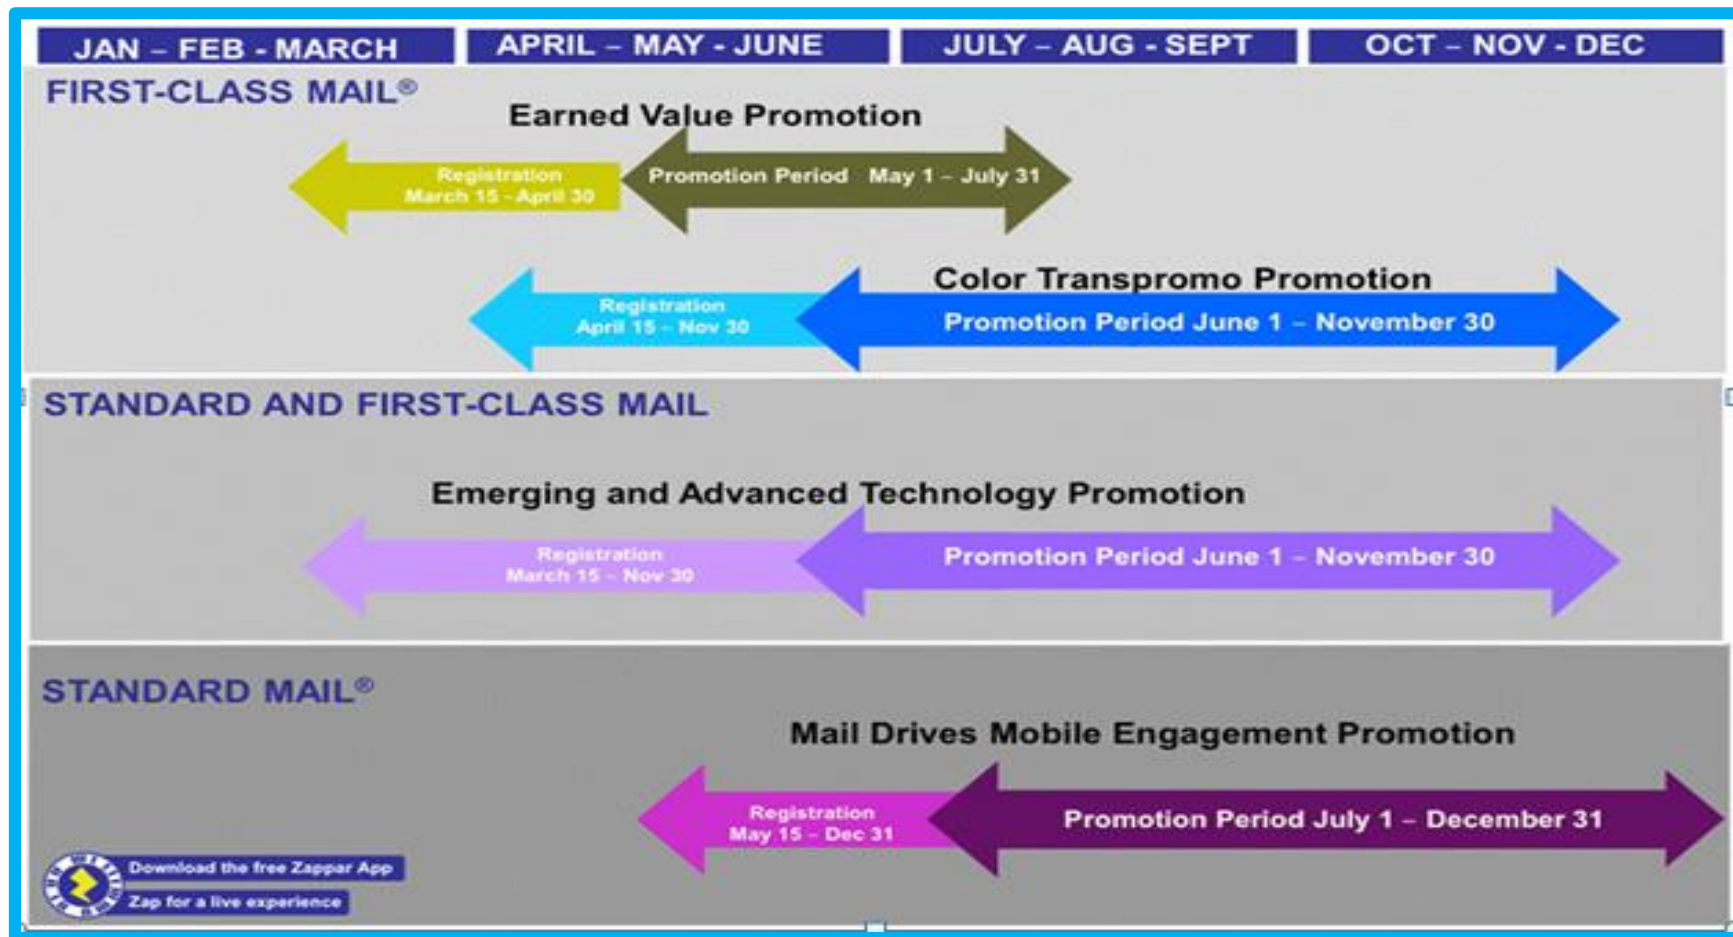 JAN – FEB - MARCH
APRIL – MAY - JUNE
JULY – AUG - SEPT
OCT – NOV - DEC
FIRST-CLASS MAIL®
Earned Value Promotion
Registration
March 15 - April 30
Promotion Period May 1 – July 31
Color Transpromo Promotion
Registration
April 15 – Nov 30
Promotion Period June 1 – November 30
STANDARD AND FIRST-CLASS MAIL
Emerging and Advanced Technology Promotion
Registration
March 15 – Nov 30
Promotion Period June 1 – November 30
STANDARD MAIL®
Mail Drives Mobile Engagement Promotion
Registration
May 15 – Dec 31
Promotion Period July 1 – December 31
Download the free Zappar App
Zap for a live experience